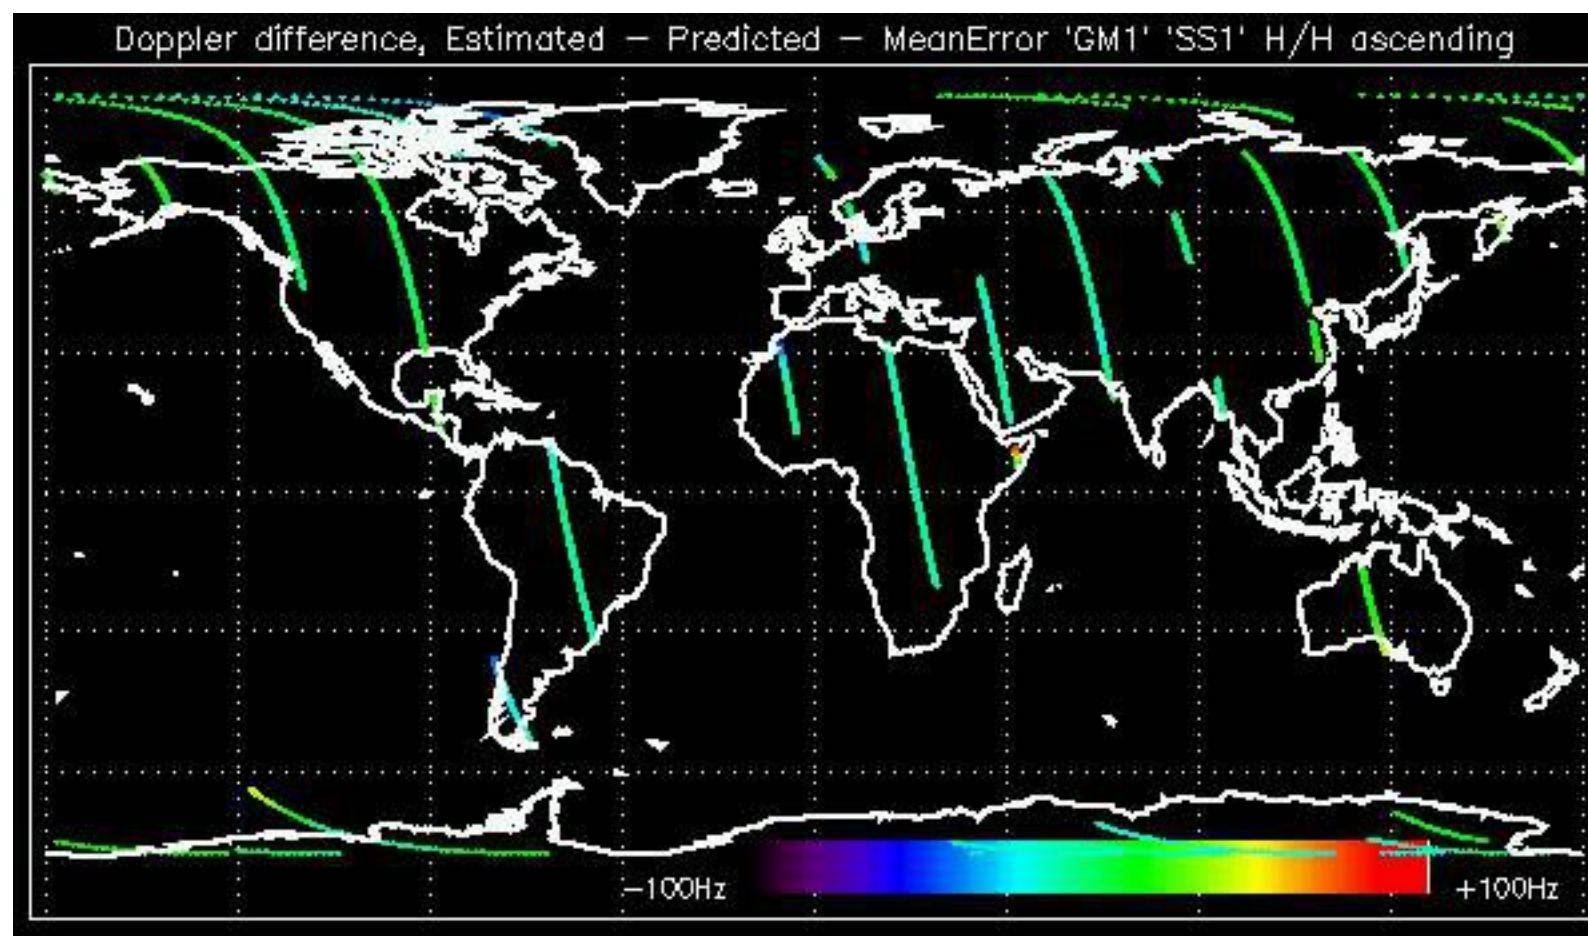 Doppler difference, Estimated - Predicted - MeanError 'GM1' 'SS1' H/H ascending
-100Hz
+100Hz